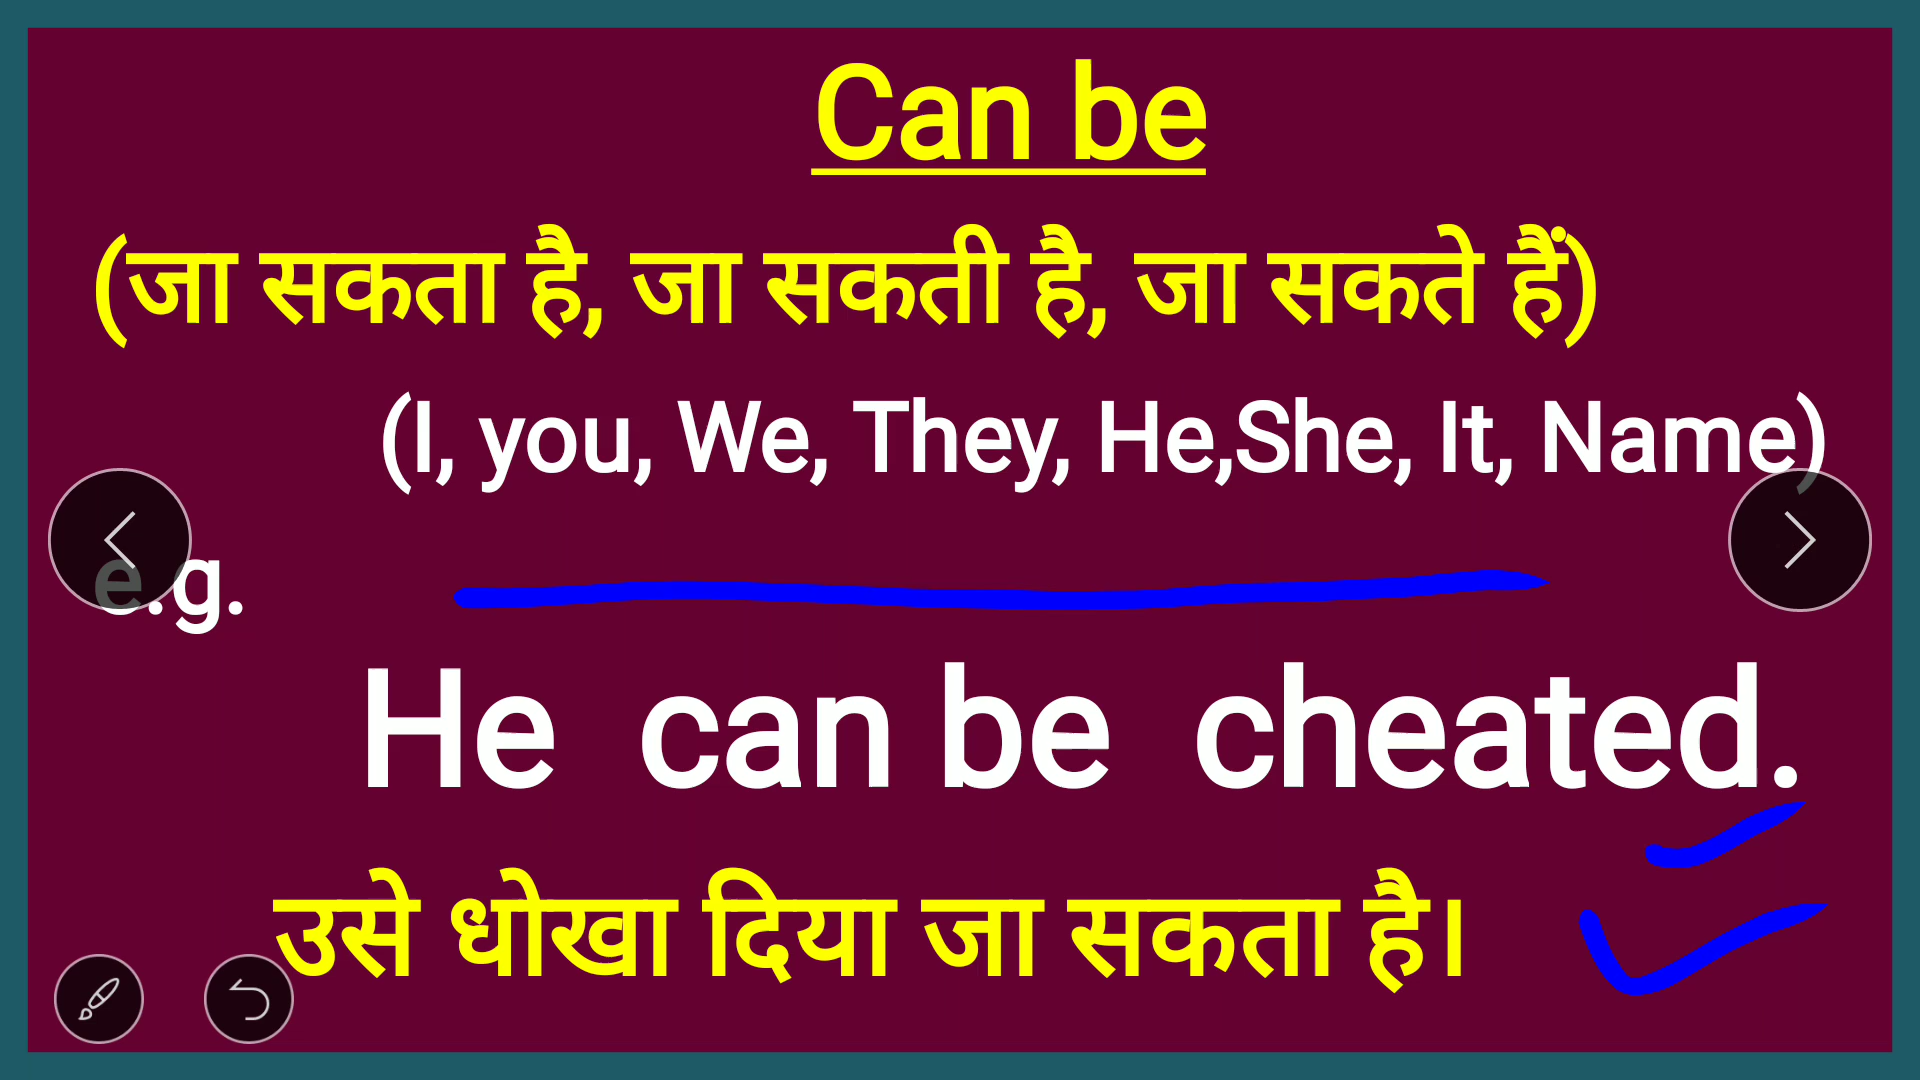 Can be
(जा सकता है, जा सकती है, जा सकते हैं)
(I, you, We, They, He,She, It, Name)
e.g.
He can be cheated.
उसे धोखा दिया जा सकता है।